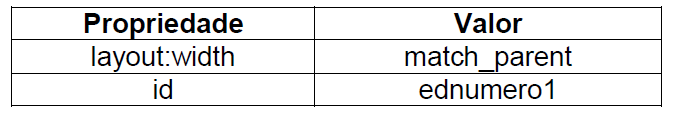 Propriedade Valor
layout:width match_parent
id ednumero1